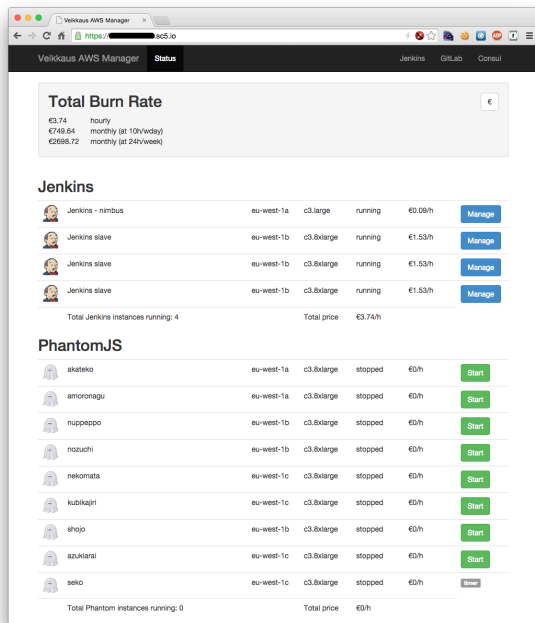 Veikkaus AWS Manager
https://
.sc5.io
Veikkaus AWS Manager Status Jenkins GitLab Consul
Total Burn Rate €
€3.74 hourly
€749.64 monthly (at 10h/wday)
€2698.72 monthly (at 24h/week)
Jenkins
Jenkins - nimbus eu-west-1a c3.large running €0.09/h Manage
Jenkins slave eu-west-1b c3.8xlarge running €1.53/h Manage
Jenkins slave eu-west-1b c3.8xlarge running €1.53/h Manage
Jenkins slave eu-west-1b c3.8xlarge running €1.53/h Manage
Total Jenkins instances running: 4 Total price €3.74/h
PhantomJS
akateko eu-west-1a c3.8xlarge stopped €0/h Start
amoronagu eu-west-1a c3.8xlarge stopped €0/h Start
nuppeppo eu-west-1b c3.8xlarge stopped €0/h Start
nozuchi eu-west-1b c3.8xlarge stopped €0/h Start
nekomata eu-west-1c c3.8xlarge stopped €0/h Start
kubikajiri eu-west-1c c3.8xlarge stopped €0/h Start
shojo eu-west-1b c3.8xlarge stopped €0/h Start
azukiarai eu-west-1c c3.8xlarge stopped €0/h Start
seko eu-west-1c c3.8xlarge stopped €0/h timer
Total Phantom instances running: 0 Total price €0/h